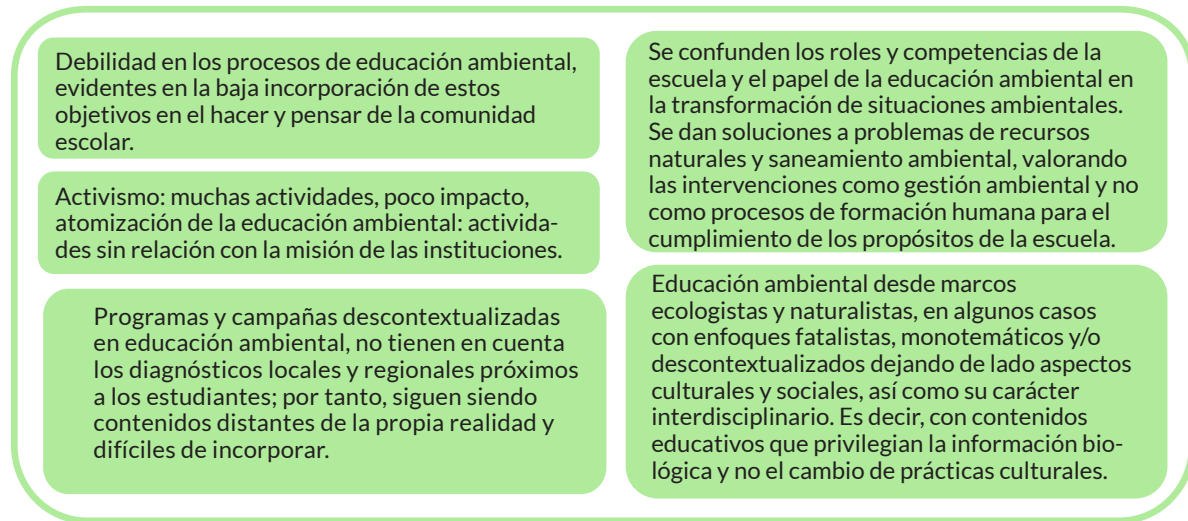 Debilidad en los procesos de educación ambiental,
evidentes en la baja incorporación de estos
objetivos en el hacer y pensar de la comunidad
escolar.
Activismo: muchas actividades, poco impacto,
atomización de la educación ambiental: activida-
des sin relación con la misión de las instituciones.
Programas y campañas descontextualizadas
en educación ambiental, no tienen en cuenta
los diagnósticos locales y regionales próximos
a los estudiantes; por tanto, siguen siendo
contenidos distantes de la propia realidad y
difíciles de incorporar.
Se confunden los roles y competencias de la
escuela y el papel de la educación ambiental en
la transformación de situaciones ambientales.
Se dan soluciones a problemas de recursos
naturales y saneamiento ambiental, valorando
las intervenciones como gestión ambiental y no
como procesos de formación humana para el
cumplimiento de los propósitos de la escuela.
Educación ambiental desde marcos
ecologistas y naturalistas, en algunos casos
con enfoques fatalistas, monotemáticos y/o
descontextualizados dejando de lado aspectos
culturales y sociales, así como su carácter
interdisciplinario. Es decir, con contenidos
educativos que privilegian la información bio-
lógica y no el cambio de prácticas culturales.